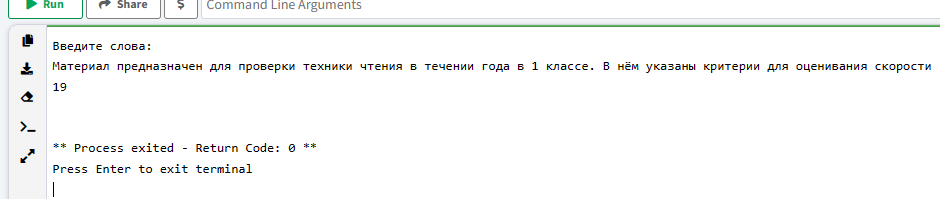 Run Share $ Command Line Arguments
Введите слова:
Материал предназначен для проверки техники чтения в течении года в 1 классе. В нём указаны критерии для оценивания скорости
19
** Process exited - Return Code: 0 **
Press Enter to exit terminal